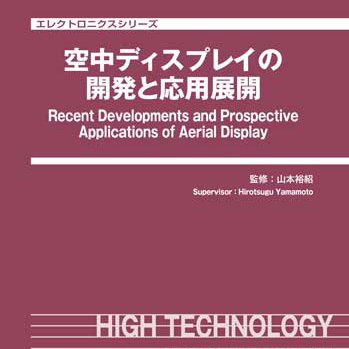 エレクトロニクスシリーズ
空中ディスプレイの
開発と応用展開
Recent Developments and Prospective
Applications of Aerial Display
監修：山本裕紹
Supervisor：Hirotsugu Yamamoto
HIGH TECHNOLOGY